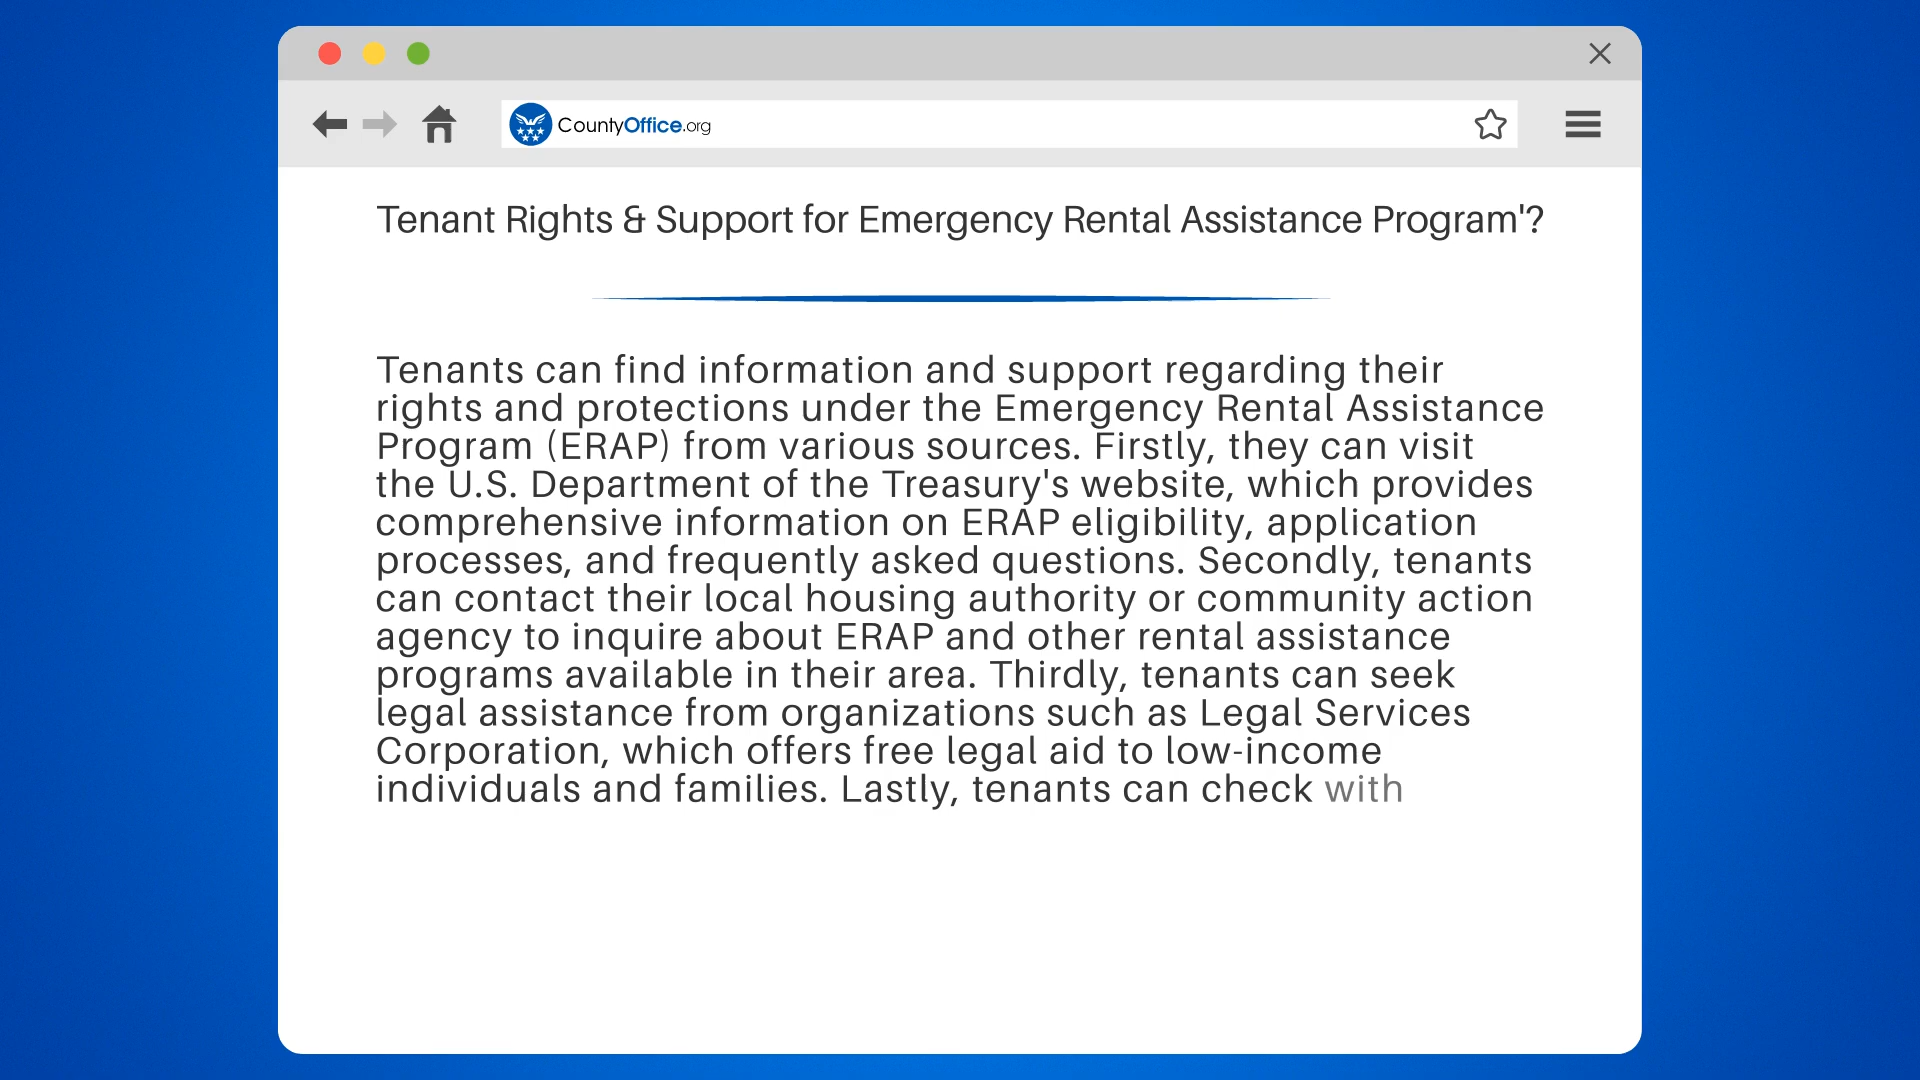 CountyOffice.org
Tenant Rights & Support for Emergency Rental Assistance Program'?
Tenants can find information and support regarding their
rights and protections under the Emergency Rental Assistance
Program (ERAP) from various sources. Firstly, they can visit
the U.S. Department of the Treasury's website, which provides
comprehensive information on ERAP eligibility, application
processes, and frequently asked questions. Secondly, tenants
can contact their local housing authority or community action
agency to inquire about ERAP and other rental assistance
programs available in their area. Thirdly, tenants can seek
legal assistance from organizations such as Legal Services
Corporation, which offers free legal aid to low-income
individuals and families. Lastly, tenants can check with